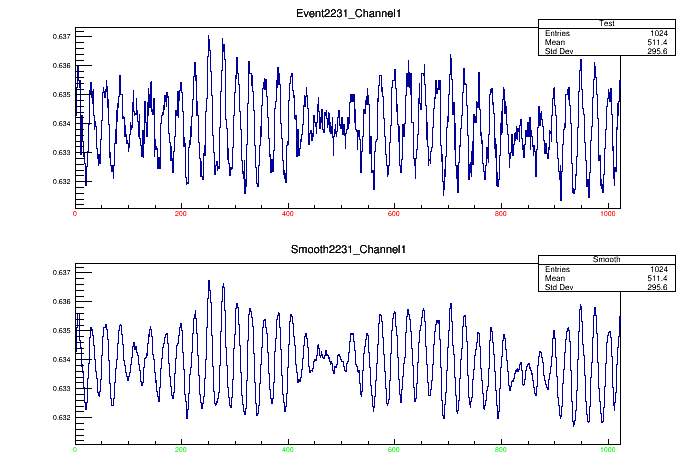 Event2231_Channel1
Test
Entries 1024
Mean 511.4
Std Dev 295.6
0.637
0.636
0.635
0.634
0.633
0.632
0 200 400 600 800 1000
Smooth2231_Channel1
Smooth
Entries 1024
Mean 511.4
Std Dev 295.6
0.637
0.636
0.635
0.634
0.633
0.632
0 200 400 600 800 1000